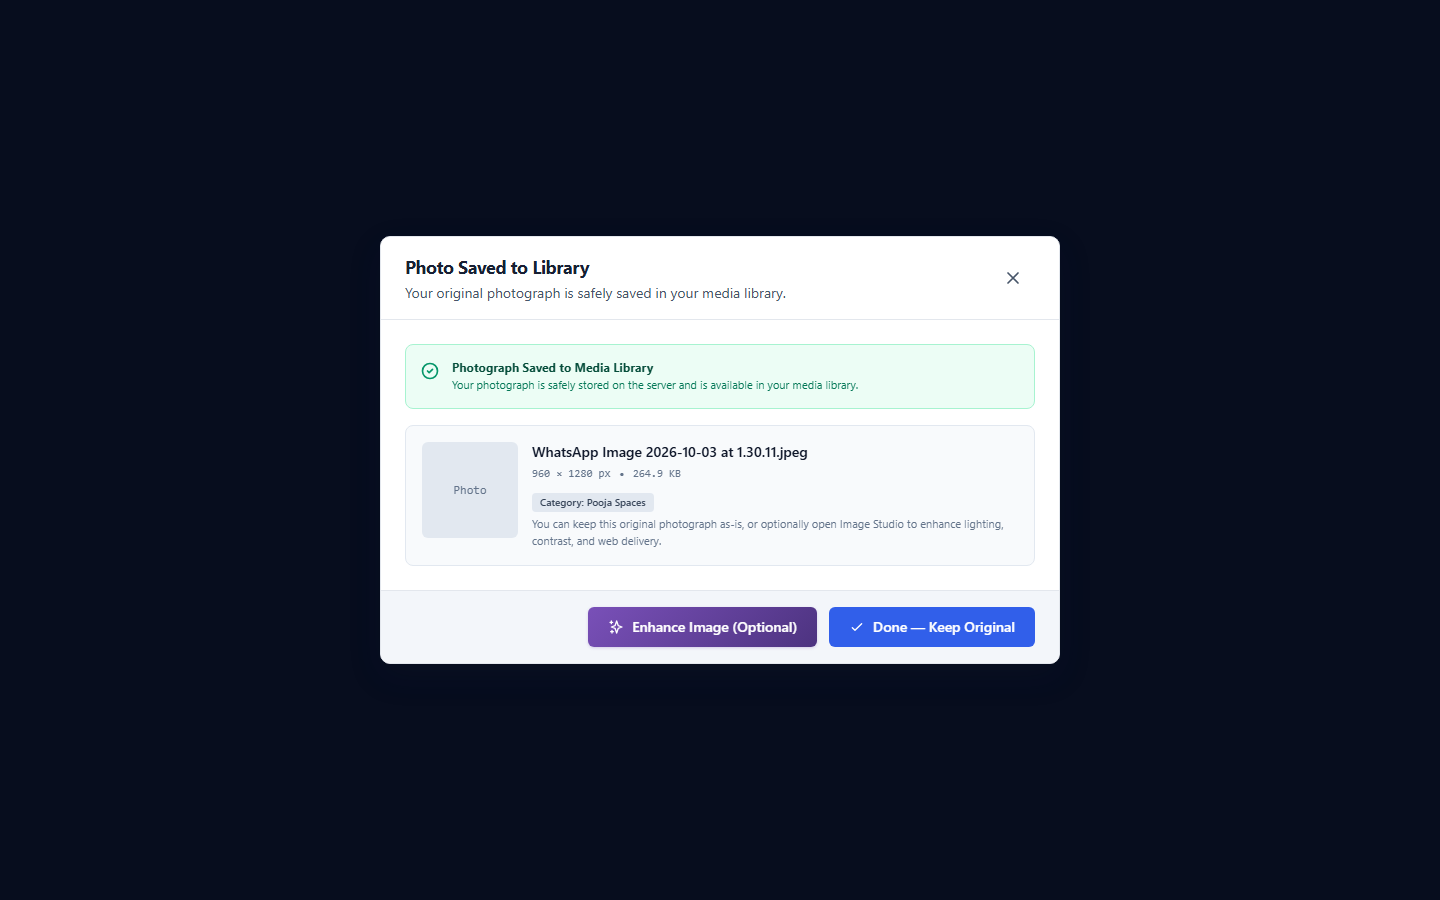 Photo Saved to Library
Your original photograph is safely saved in your media library.
Photograph Saved to Media Library
Your photograph is safely stored on the server and is available in your media library.
Photo
WhatsApp Image 2026-10-03 at 1.30.11.jpeg
960 × 1280 px • 264.9 KB
Category: Pooja Spaces
You can keep this original photograph as-is, or optionally open Image Studio to enhance lighting,
contrast, and web delivery.
Enhance Image (Optional)
Done — Keep Original